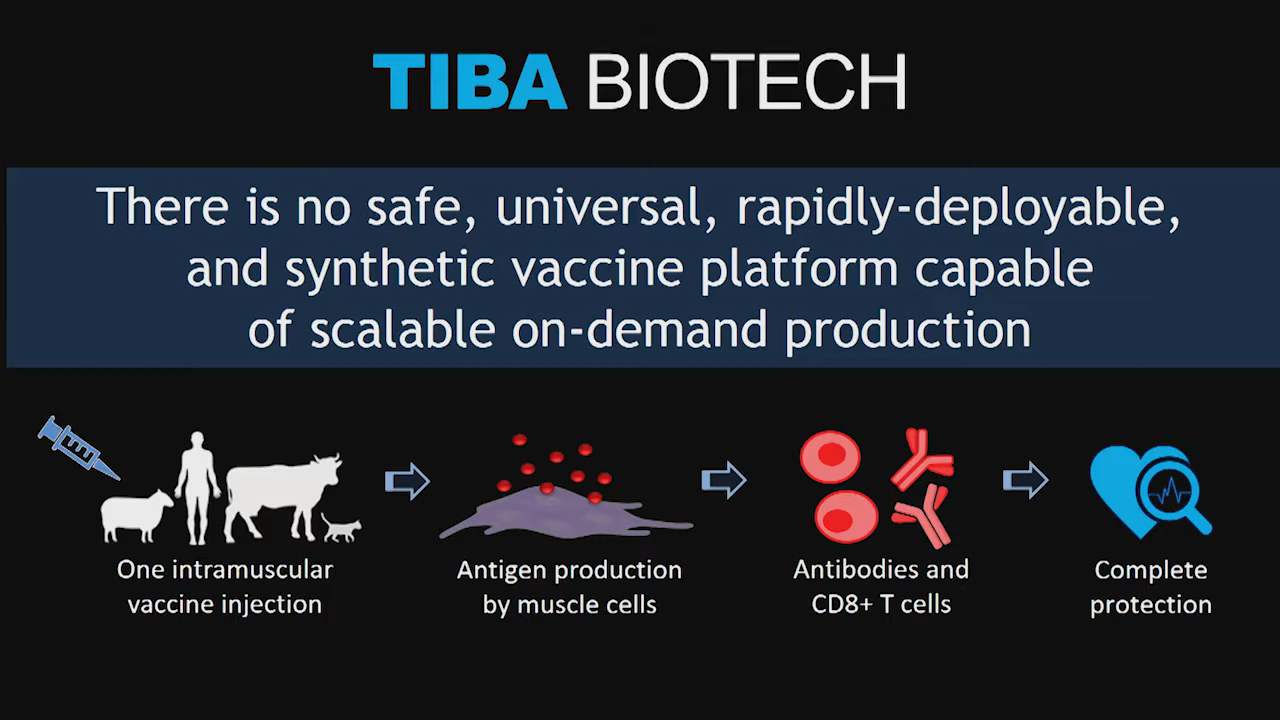 TIBA BIOTECH
There is no safe, universal, rapidly-deployable,
and synthetic vaccine platform capable
of scalable on-demand production
One intramuscular
vaccine injection
Antigen production
by muscle cells
Antibodies and
CD8+ T cells
Complete
protection